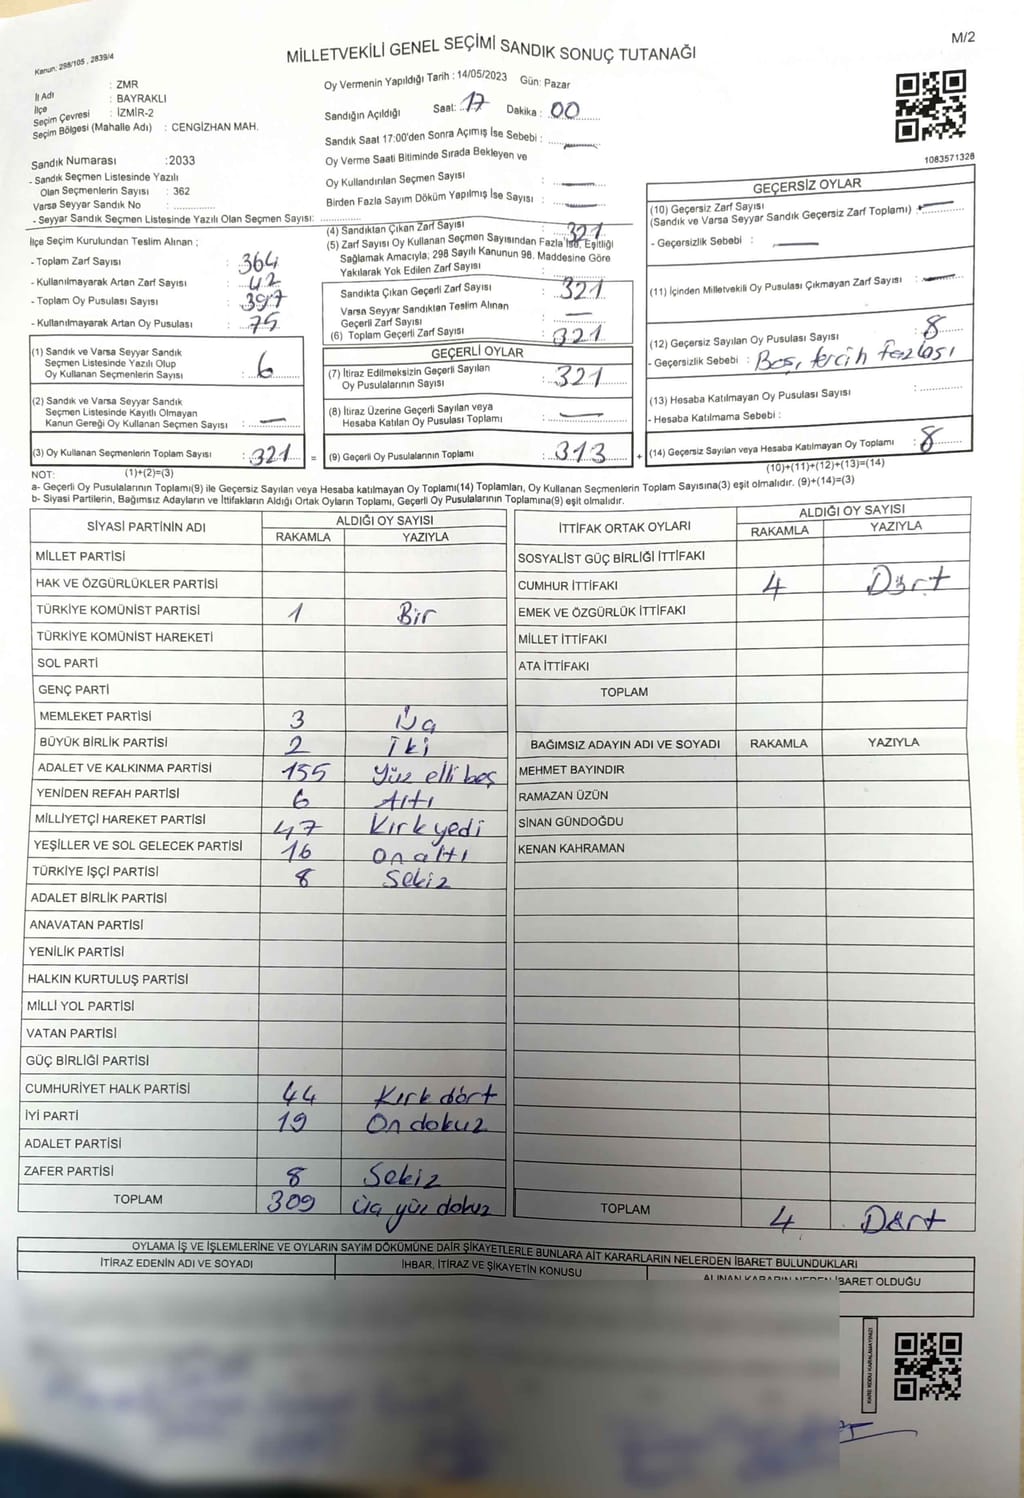 M/2
Kanun: 298/105 , 2839/4
MİLLETVEKİLİ GENEL SEÇİMİ SANDIK SONUÇ TUTANAĞI
İl Adı : ZMR
İlçe : BAYRAKLI
Seçim Çevresi : İZMİR-2
Seçim Bölgesi (Mahalle Adı) : CENGİZHAN MAH.
Sandık Numarası :2033
- Sandık Seçmen Listesinde Yazılı
Olan Seçmenlerin Sayısı : 362
Varsa Seyyar Sandık No :
- Seyyar Sandık Seçmen Listesinde Yazılı Olan Seçmen Sayısı:
Oy Vermenin Yapıldığı Tarih : 14/05/2023 Gün: Pazar
Sandığın Açıldığı Saat: 17 Dakika : 00
Sandık Saat 17:00'den Sonra Açımış İse Sebebi : —
Oy Verme Saati Bitiminde Sırada Bekleyen ve
Oy Kullandırılan Seçmen Sayısı : —
Birden Fazla Sayım Döküm Yapılmış İse Sayısı : —
1083571328
İlçe Seçim Kurulundan Teslim Alınan ;
- Toplam Zarf Sayısı : 364
- Kullanılmayarak Artan Zarf Sayısı : 42
- Toplam Oy Pusulası Sayısı : 397
- Kullanılmayarak Artan Oy Pusulası : 75
(1) Sandık ve Varsa Seyyar Sandık
Seçmen Listesinde Yazılı Olup
Oy Kullanan Seçmenlerin Sayısı : 6
(2) Sandık ve Varsa Seyyar Sandık
Seçmen Listesinde Kayıtlı Olmayan
Kanun Gereği Oy Kullanan Seçmen Sayısı : —
(3) Oy Kullanan Seçmenlerin Toplam Sayısı : 321
(4) Sandıktan Çıkan Zarf Sayısı : 321
(5) Zarf Sayısı Oy Kullanan Seçmen Sayısından Fazla İse, Eşitliği
Sağlamak Amacıyla; 298 Sayılı Kanunun 98. Maddesine Göre
Yakılarak Yok Edilen Zarf Sayısı :
Sandıkta Çıkan Geçerli Zarf Sayısı : 321
Varsa Seyyar Sandıktan Teslim Alınan
Geçerli Zarf Sayısı : —
(6) Toplam Geçerli Zarf Sayısı : 321
GEÇERLİ OYLAR
(7) İtiraz Edilmeksizin Geçerli Sayılan
Oy Pusulalarının Sayısı : 321
(8) İtiraz Üzerine Geçerli Sayılan veya
Hesaba Katılan Oy Pusulası Toplamı : —
= (9) Geçerli Oy Pusulalarının Toplamı : 313
GEÇERSİZ OYLAR
(10) Geçersiz Zarf Sayısı
(Sandık ve Varsa Seyyar Sandık Geçersiz Zarf Toplamı) : —
- Geçersizlik Sebebi : —
(11) İçinden Milletvekili Oy Pusulası Çıkmayan Zarf Sayısı : —
(12) Geçersiz Sayılan Oy Pusulası Sayısı : 8
- Geçersizlik Sebebi : Boş, tercih fazlası
(13) Hesaba Katılmayan Oy Pusulası Sayısı :
- Hesaba Katılmama Sebebi :
+ (14) Geçersiz Sayılan veya Hesaba Katılmayan Oy Toplamı : 8
NOT: (1)+(2)=(3)
(10)+(11)+(12)+(13)=(14)
a- Geçerli Oy Pusulalarının Toplamı(9) ile Geçersiz Sayılan veya Hesaba katılmayan Oy Toplamı(14) Toplamları, Oy Kullanan Seçmenlerin Toplam Sayısına(3) eşit olmalıdır. (9)+(14)=(3)
b- Siyasi Partilerin, Bağımsız Adayların ve İttifakların Aldığı Ortak Oyların Toplamı, Geçerli Oy Pusulalarının Toplamına(9) eşit olmalıdır.
SİYASİ PARTİNİN ADI ALDIĞI OY SAYISI
RAKAMLA YAZIYLA
MİLLET PARTİSİ
HAK VE ÖZGÜRLÜKLER PARTİSİ
TÜRKİYE KOMÜNİST PARTİSİ 1 Bir
TÜRKİYE KOMÜNİST HAREKETİ
SOL PARTİ
GENÇ PARTİ
MEMLEKET PARTİSİ 3 Üç
BÜYÜK BİRLİK PARTİSİ 2 İki
ADALET VE KALKINMA PARTİSİ 155 Yüz elli beş
YENİDEN REFAH PARTİSİ 6 Altı
MİLLİYETÇİ HAREKET PARTİSİ 47 Kırk yedi
YEŞİLLER VE SOL GELECEK PARTİSİ 16 on altı
TÜRKİYE İŞÇİ PARTİSİ 8 Sekiz
ADALET BİRLİK PARTİSİ
ANAVATAN PARTİSİ
YENİLİK PARTİSİ
HALKIN KURTULUŞ PARTİSİ
MİLLİ YOL PARTİSİ
VATAN PARTİSİ
GÜÇ BİRLİĞİ PARTİSİ
CUMHURİYET HALK PARTİSİ 44 Kırk dört
İYİ PARTİ 19 On dokuz
ADALET PARTİSİ
ZAFER PARTİSİ 8 Sekiz
TOPLAM 309 Üç yüz dokuz
İTTİFAK ORTAK OYLARI ALDIĞI OY SAYISI
RAKAMLA YAZIYLA
SOSYALİST GÜÇ BİRLİĞİ İTTİFAKI
CUMHUR İTTİFAKI 4 Dört
EMEK VE ÖZGÜRLÜK İTTİFAKI
MİLLET İTTİFAKI
ATA İTTİFAKI
TOPLAM
BAĞIMSIZ ADAYIN ADI VE SOYADI RAKAMLA YAZIYLA
MEHMET BAYINDIR
RAMAZAN ÜZÜN
SİNAN GÜNDOĞDU
KENAN KAHRAMAN
TOPLAM 4 Dört
OYLAMA İŞ VE İŞLEMLERİNE VE OYLARIN SAYIM DÖKÜMÜNE DAİR ŞİKAYETLERLE BUNLARA AİT KARARLARIN NELERDEN İBARET BULUNDUKLARI
İTİRAZ EDENİN ADI VE SOYADI İHBAR, İTİRAZ VE ŞİKAYETİN KONUSU ALINAN KARARIN NEDEN İBARET OLDUĞU